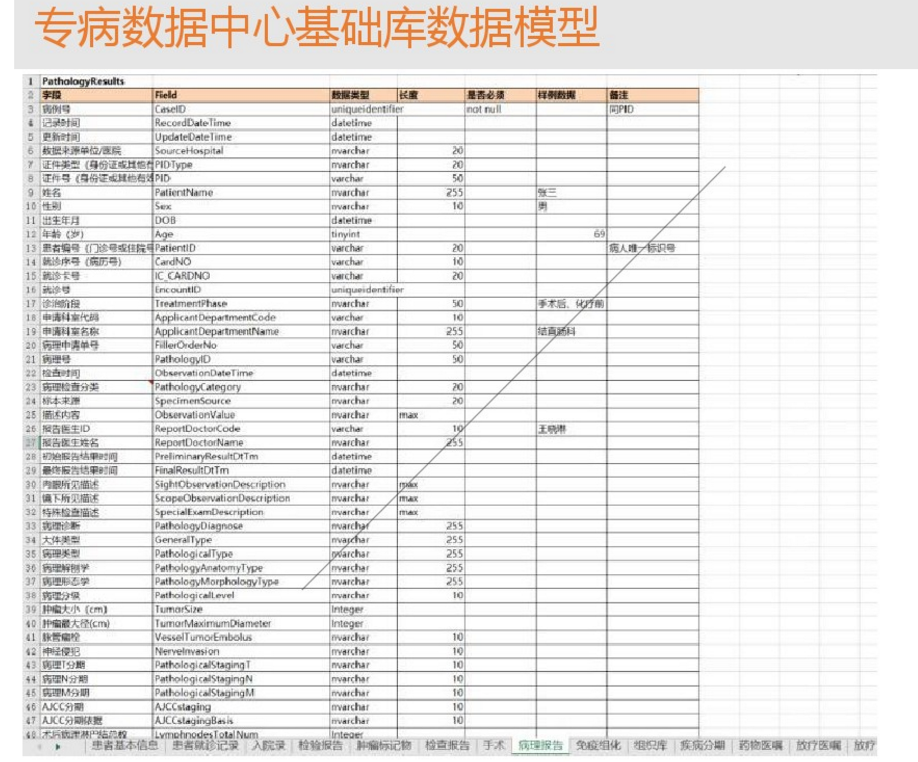 专病数据中心基础库数据模型
1 PathologyResults
2 字段 Field 数据类型 长度 是否必须 样例数据 备注
3 病例号 CaseID uniqueidentifier not null 同PID
4 记录时间 RecordDateTime datetime
5 更新时间 UpdateDateTime datetime
6 数据来源单位/医院 SourceHospital nvarchar 20
7 证件类型（身份证或其他有 PIDType nvarchar 20
8 证件号（身份证或其他有效 PID varchar 50
9 姓名 PatientName nvarchar 255 张三
10 性别 Sex nvarchar 10 男
11 出生年月 DOB datetime
12 年龄（岁） Age tinyint 69
13 患者编号（门诊号或住院号 PatientID varchar 20 病人唯一标识号
14 就诊序号（病历号） CardNO varchar 10
15 就诊卡号 IC_CARDNO varchar 20
16 就诊号 EncountID uniqueidentifier
17 诊治阶段 TreatmentPhase nvarchar 50 手术后、化疗前
18 申请科室代码 ApplicantDepartmentCode varchar 10
19 申请科室名称 ApplicantDepartmentName nvarchar 255 结直肠科
20 病理申请单号 FillerOrderNo varchar 50
21 病理号 PathologyID varchar 50
22 检查时间 ObservationDateTime datetime
23 病理检查分类 PathologyCategory nvarchar 20
24 标本来源 SpecimenSource nvarchar 20
25 描述内容 ObservationValue nvarchar max
26 报告医生ID ReportDoctorCode varchar 10 王晓琳
27 报告医生姓名 ReportDoctorName nvarchar 255
28 初始报告结果时间 PreliminaryResultDtTm datetime
29 最终报告结果时间 FinalResultDtTm datetime
30 肉眼所见描述 SightObservationDescription nvarchar max
31 镜下所见描述 ScopeObservationDescription nvarchar max
32 特殊检查描述 SpecialExamDescription nvarchar max
33 病理诊断 PathologyDiagnose nvarchar 255
34 大体类型 GeneralType nvarchar 255
35 病理类型 PathologicalType nvarchar 255
36 病理解剖学 PathologyAnatomyType nvarchar 255
37 病理形态学 PathologyMorphologyType nvarchar 255
38 病理分级 PathologicalLevel nvarchar 10
39 肿瘤大小（cm） TumorSize Integer
40 肿瘤最大径(cm) TumorMaximumDiameter Integer
41 脉管瘤栓 VesselTumorEmbolus nvarchar 10
42 神经侵犯 NerveInvasion nvarchar 10
43 病理T分期 PathologicalStagingT nvarchar 10
44 病理N分期 PathologicalStagingN nvarchar 10
45 病理M分期 PathologicalStagingM nvarchar 10
46 AJCC分期 AJCCstaging nvarchar 10
47 AJCC分期依据 AJCCstagingBasis nvarchar 10
48 术后病理淋巴结总数 LymphnodesTotalNum Integer
患者基本信息 患者就诊记录 入院录 检验报告 肿瘤标记物 检查报告 手术 病理报告 免疫组化 组织库 疾病分期 药物医嘱 放疗医嘱 放疗